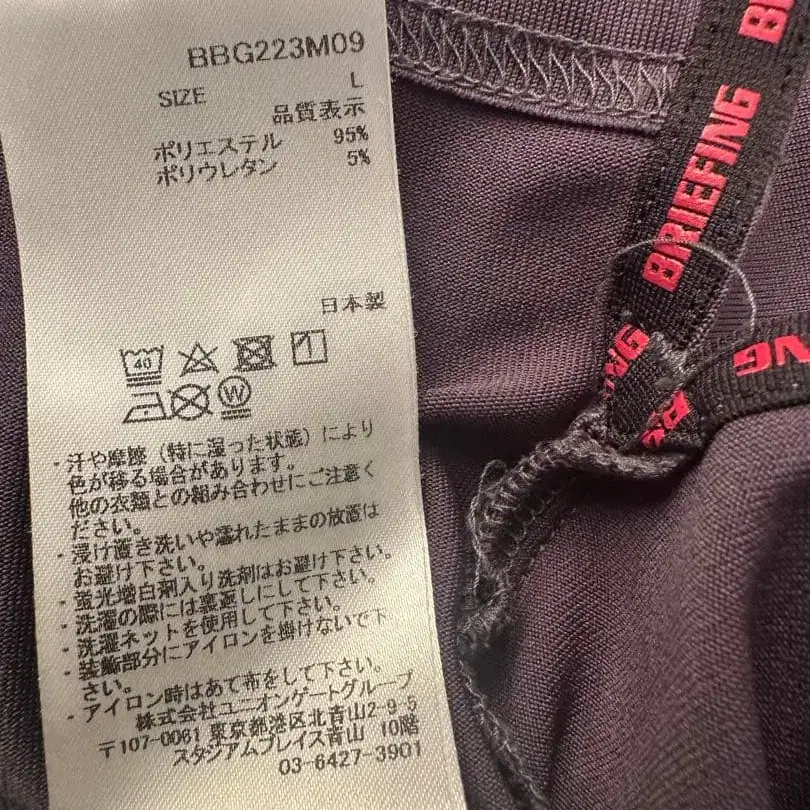 BBG223M09
SIZE L
品質表示
ポリエステル 95%
ポリウレタン 5%
日本製
40
W
・汗や摩擦(特に湿った状態)により
色が移る場合があります。
他の衣類との組み合わせにご注意く
ださい。
・浸け置き洗いや濡れたままの放置は
お避け下さい。
・蛍光増白剤入り洗剤はお避け下さい。
・洗濯の際には裏返しにして下さい。
・洗濯ネットを使用して下さい。
・装飾部分にアイロンを掛けないで下
さい。
・アイロン時はあて布をして下さい。
株式会社ユニオンゲートグループ
〒107-0061 東京都港区北青山2-9-5
スタジアムプレイス青山 10階
03-6427-3901
BRIEFING